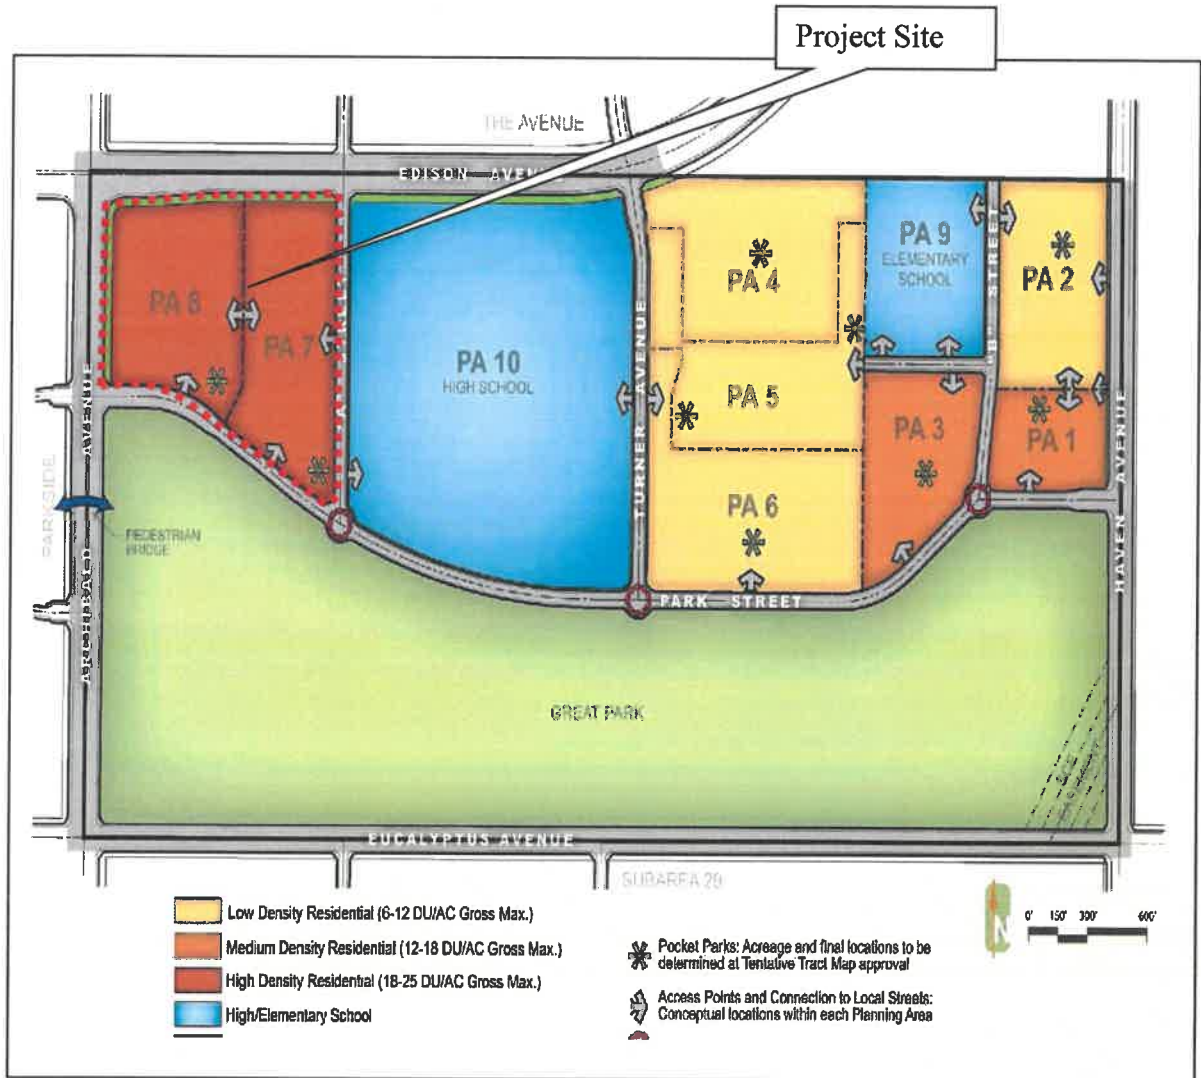 Project Site
THE AVENUE
EDISON AVENUE
PA 8
PA 7
PA 10
HIGH SCHOOL
TURNER AVENUE
PA 4
PA 5
PA 6
PA 9
ELEMENTARY
SCHOOL
STREET
PA 2
PA 3
PA 1
HAVEN AVENUE
PARKSIDE
PEDESTRIAN
BRIDGE
PARK STREET
GREAT PARK
EUCALYPTUS AVENUE
SUBAREA 29
Low Density Residential (6-12 DU/AC Gross Max.)
Medium Density Residential (12-18 DU/AC Gross Max.)
High Density Residential (18-25 DU/AC Gross Max.)
High/Elementary School
Pocket Parks: Acreage and final locations to be
determined at Tentative Tract Map approval
Access Points and Connection to Local Streets:
Conceptual locations within each Planning Area
N
0' 150' 300' 600'